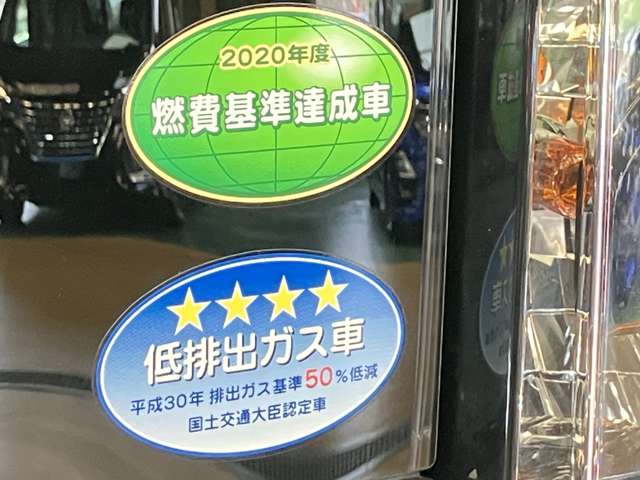 2020年度
燃費基準達成車
★★★★
低排出ガス車
平成30年 排出ガス基準50%低減
国土交通大臣認定車